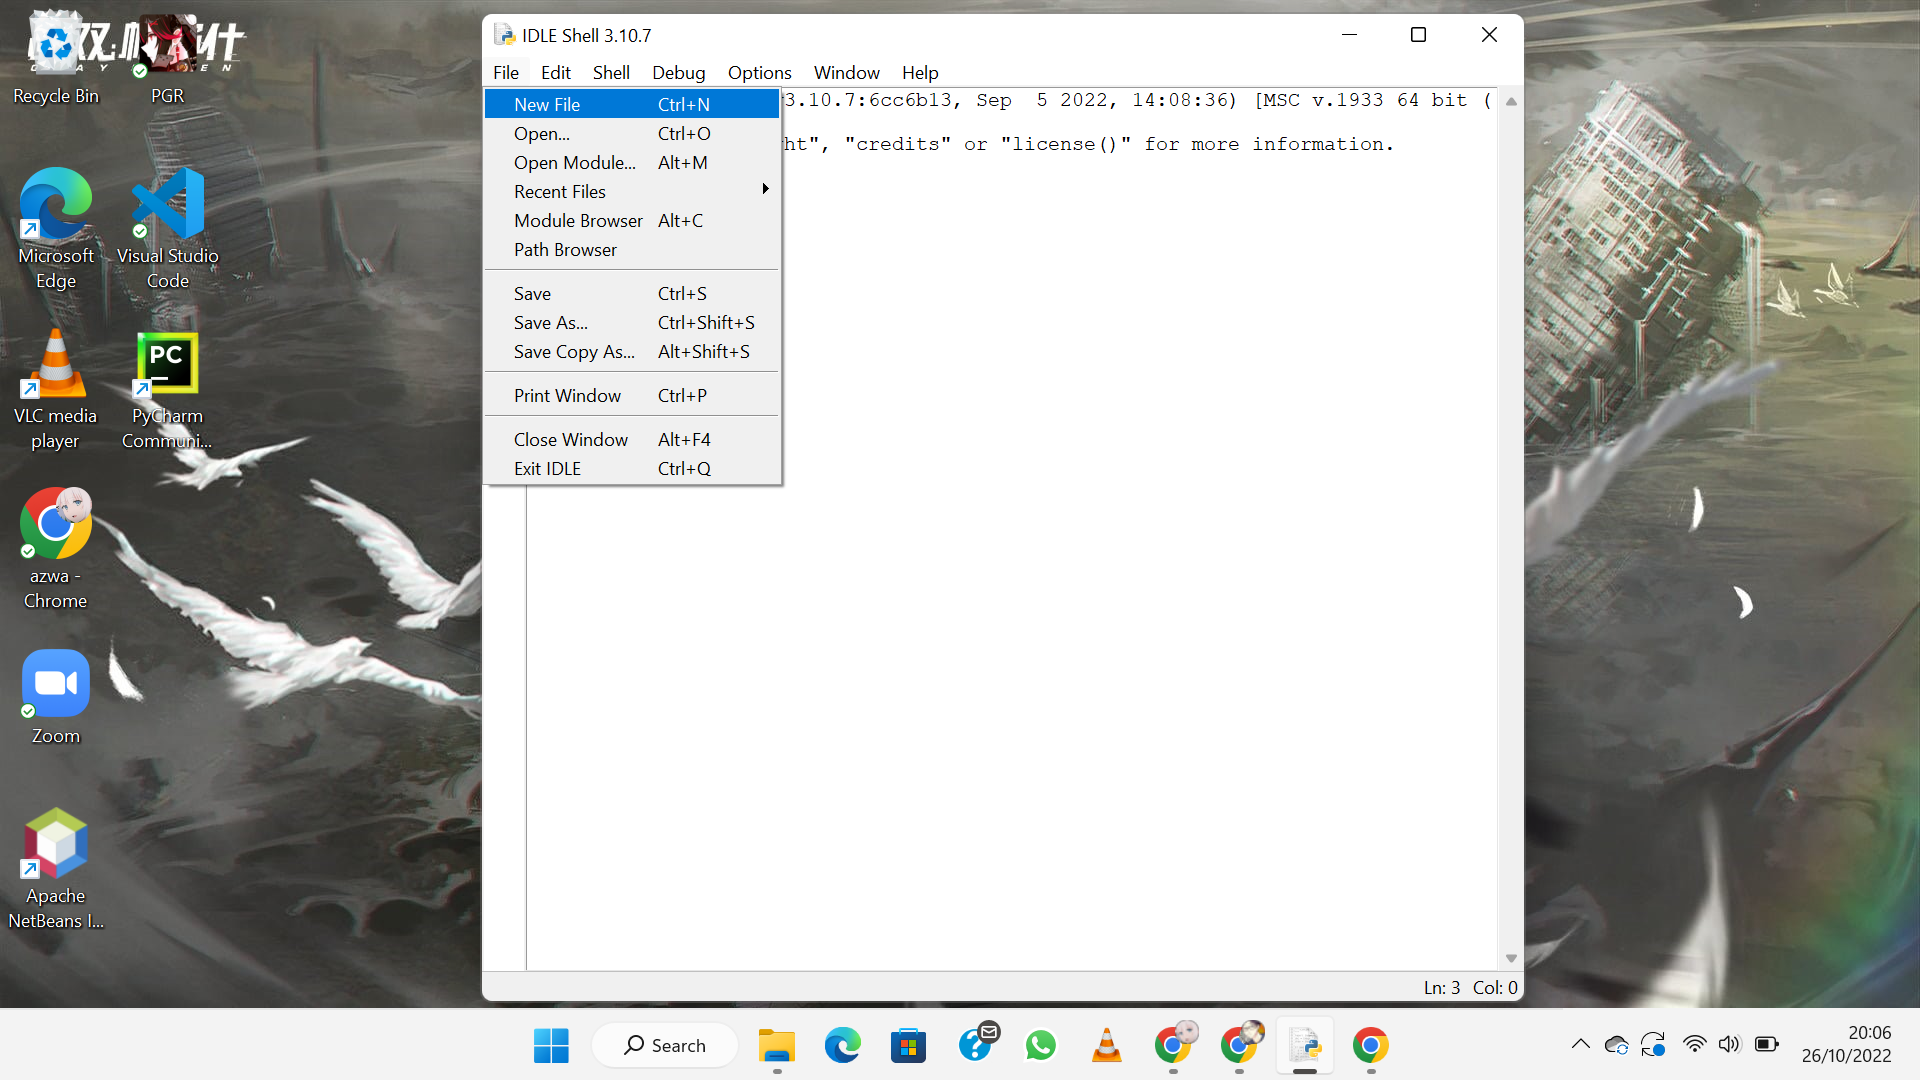 Recycle Bin
PGR
Microsoft
Edge
Visual Studio
Code
VLC media
player
PC
PyCharm
Communi...
azwa -
Chrome
Zoom
Apache
NetBeans I...
IDLE Shell 3.10.7
File Edit Shell Debug Options Window Help
3.10.7:6cc6b13, Sep  5 2022, 14:08:36) [MSC v.1933 64 bit (
ht", "credits" or "license()" for more information.
New File Ctrl+N
Open... Ctrl+O
Open Module... Alt+M
Recent Files
Module Browser Alt+C
Path Browser
Save Ctrl+S
Save As... Ctrl+Shift+S
Save Copy As... Alt+Shift+S
Print Window Ctrl+P
Close Window Alt+F4
Exit IDLE Ctrl+Q
Ln: 3 Col: 0
Search
20:06
26/10/2022